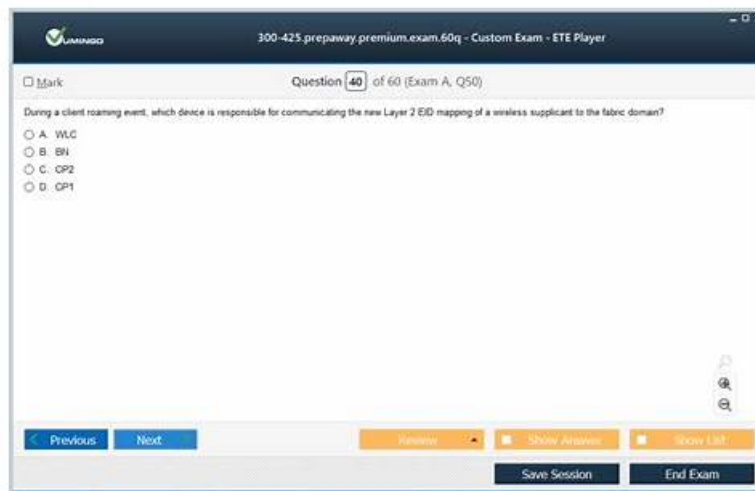 VUMINGO
300-425.prepaway.premium.exam.60q - Custom Exam - ETE Player
Mark
Question 40 of 60 (Exam A, Q50)
During a client roaming event, which device is responsible for communicating the new Layer 2 EID mapping of a wireless supplicant to the fabric domain?
A. WLC
B. BN
C. CP2
D. CP1
Previous Next Review Show Answer Show List
Save Session End Exam